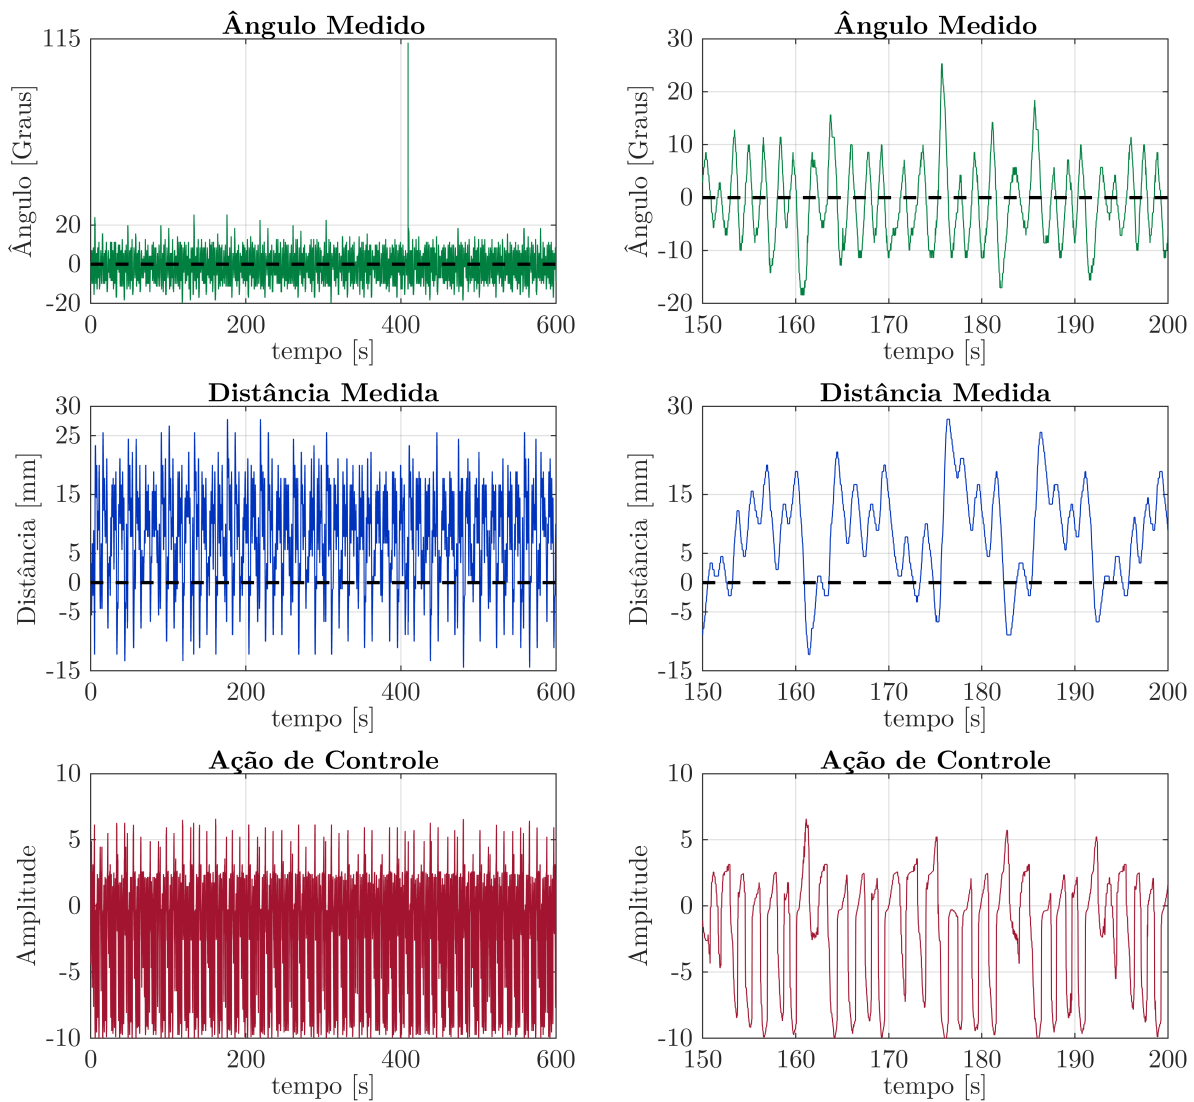 Ângulo Medido
115
20
0
-20
Ângulo [Graus]
0 200 400 600
tempo [s]
Ângulo Medido
30
20
10
0
-10
-20
Ângulo [Graus]
150 160 170 180 190 200
tempo [s]
Distância Medida
30
25
15
5
0
-5
-15
Distância [mm]
0 200 400 600
tempo [s]
Distância Medida
30
15
5
0
-5
-15
Distância [mm]
150 160 170 180 190 200
tempo [s]
Ação de Controle
10
5
0
-5
-10
Amplitude
0 200 400 600
tempo [s]
Ação de Controle
10
5
0
-5
-10
Amplitude
150 160 170 180 190 200
tempo [s]